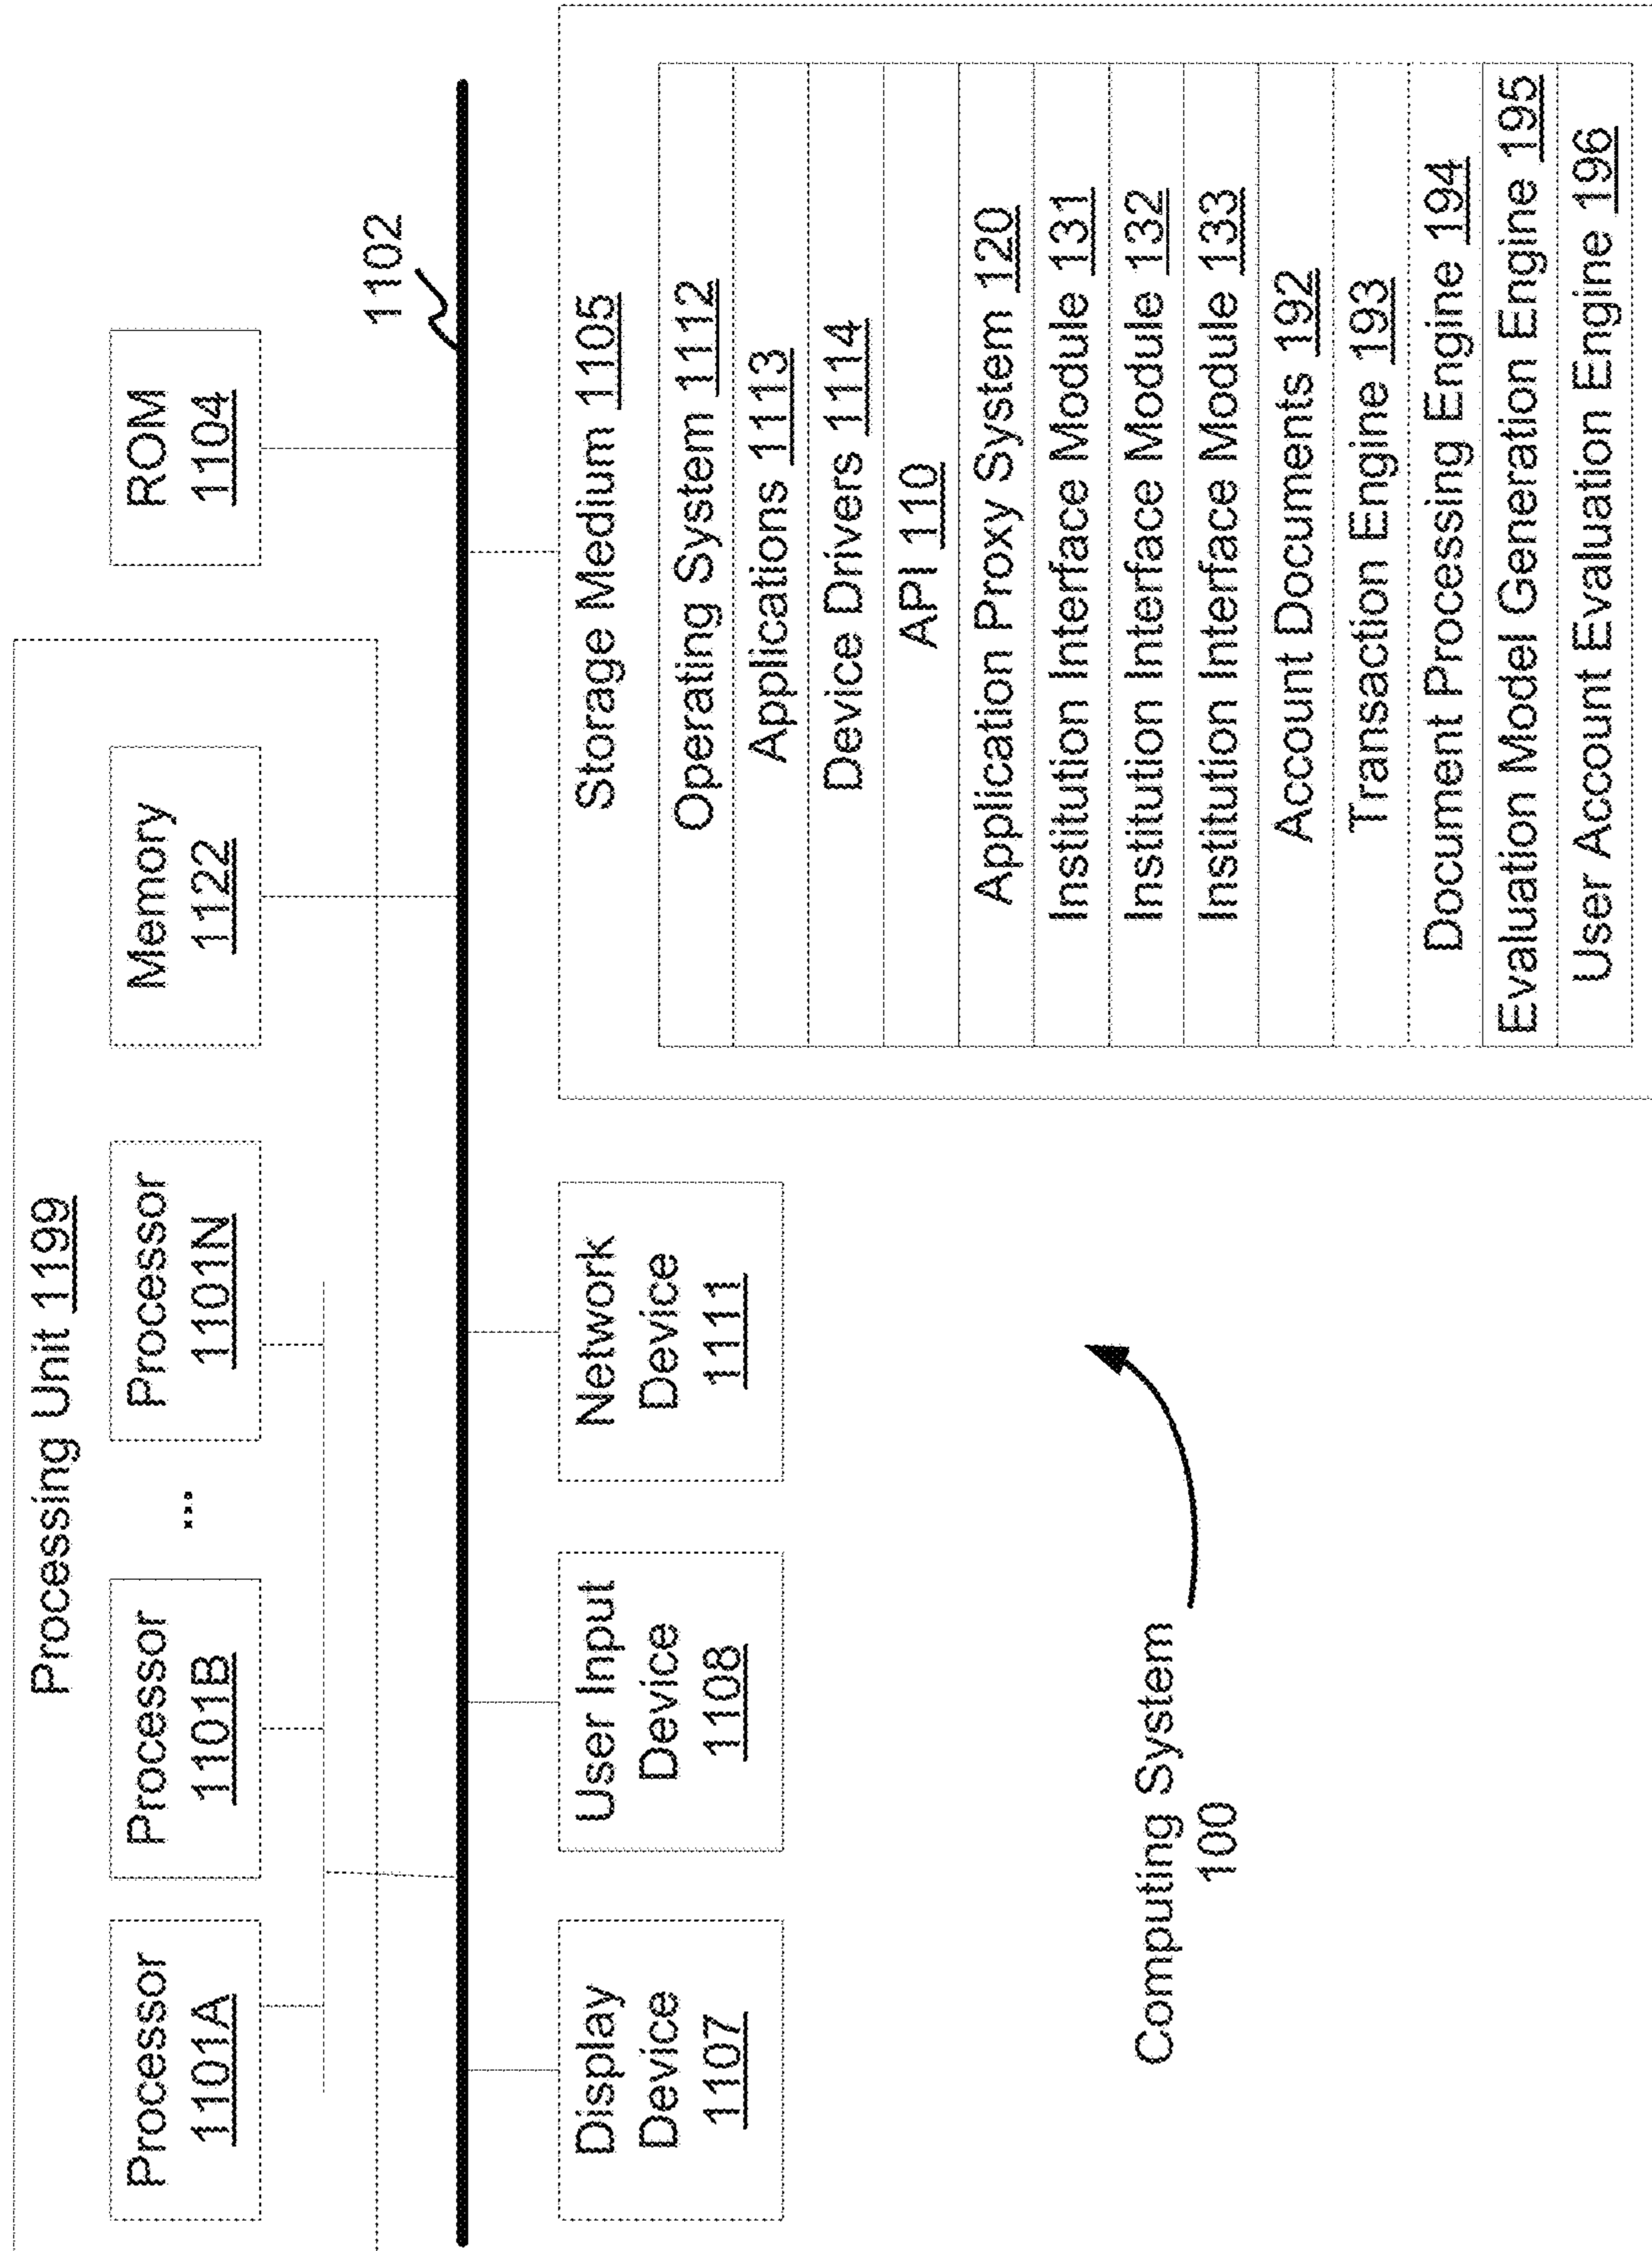 Processing Unit 1199
Processor
1101A
Processor
1101B
...
Processor
1101N
Memory
1122
ROM
1104
1102
Display
Device
1107
User Input
Device
1108
Network
Device
1111
Storage Medium 1105
Operating System 1112
Applications 1113
Device Drivers 1114
API 110
Application Proxy System 120
Institution Interface Module 131
Institution Interface Module 132
Institution Interface Module 133
Account Documents 192
Transaction Engine 193
Document Processing Engine 194
Evaluation Model Generation Engine 195
User Account Evaluation Engine 196
Computing System
100